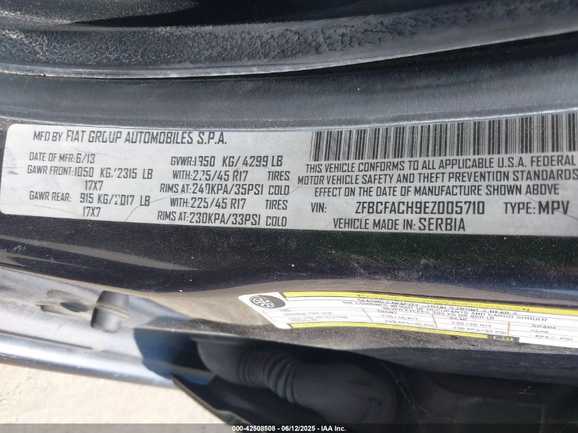 MFD BY: FIAT GROUP AUTOMOBILES S.P.A.
DATE OF MFR: 6/13 GVWR:1950 KG/4299 LB
GAWR FRONT:1050 KG/2315 LB WITH: 225/45 R17
17X7 RIMS AT:240KPA/35PSI COLD
GAWR REAR: 915 KG/2017 LB WITH: 225/45 R17
17X7 RIMS AT:230KPA/33PSI COLD
THIS VEHICLE CONFORMS TO ALL APPLICABLE U.S.A. FEDERAL
MOTOR VEHICLE SAFETY AND THEFT PREVENTION STANDARDS
IN EFFECT ON THE DATE OF MANUFACTURE SHOWN ABOVE.
VIN: ZFBCFACH9EZ005710 TYPE: MPV
VEHICLE MADE IN: SERBIA
000-42508508 - 06/12/2025 - IAA Inc.